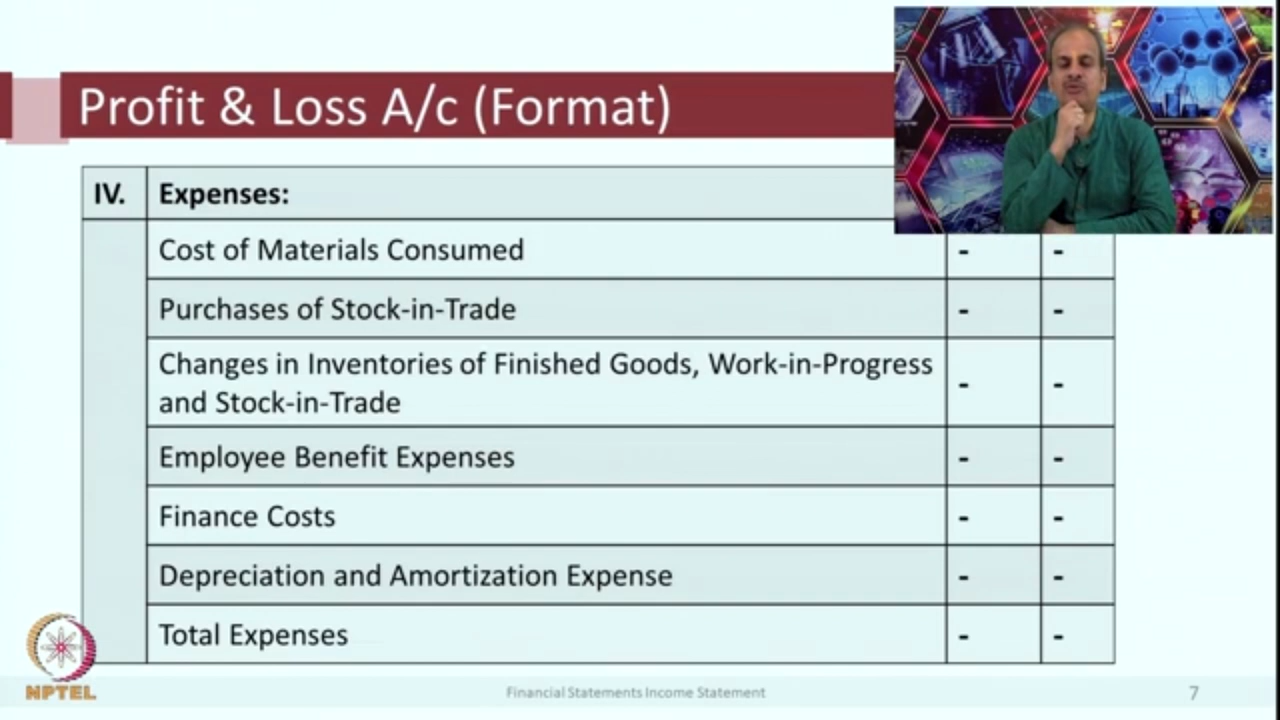 Profit & Loss A/c (Format)
IV. Expenses:
Cost of Materials Consumed - -
Purchases of Stock-in-Trade - -
Changes in Inventories of Finished Goods, Work-in-Progress
and Stock-in-Trade - -
Employee Benefit Expenses - -
Finance Costs - -
Depreciation and Amortization Expense - -
Total Expenses - -
NPTEL
Financial Statements Income Statement
7